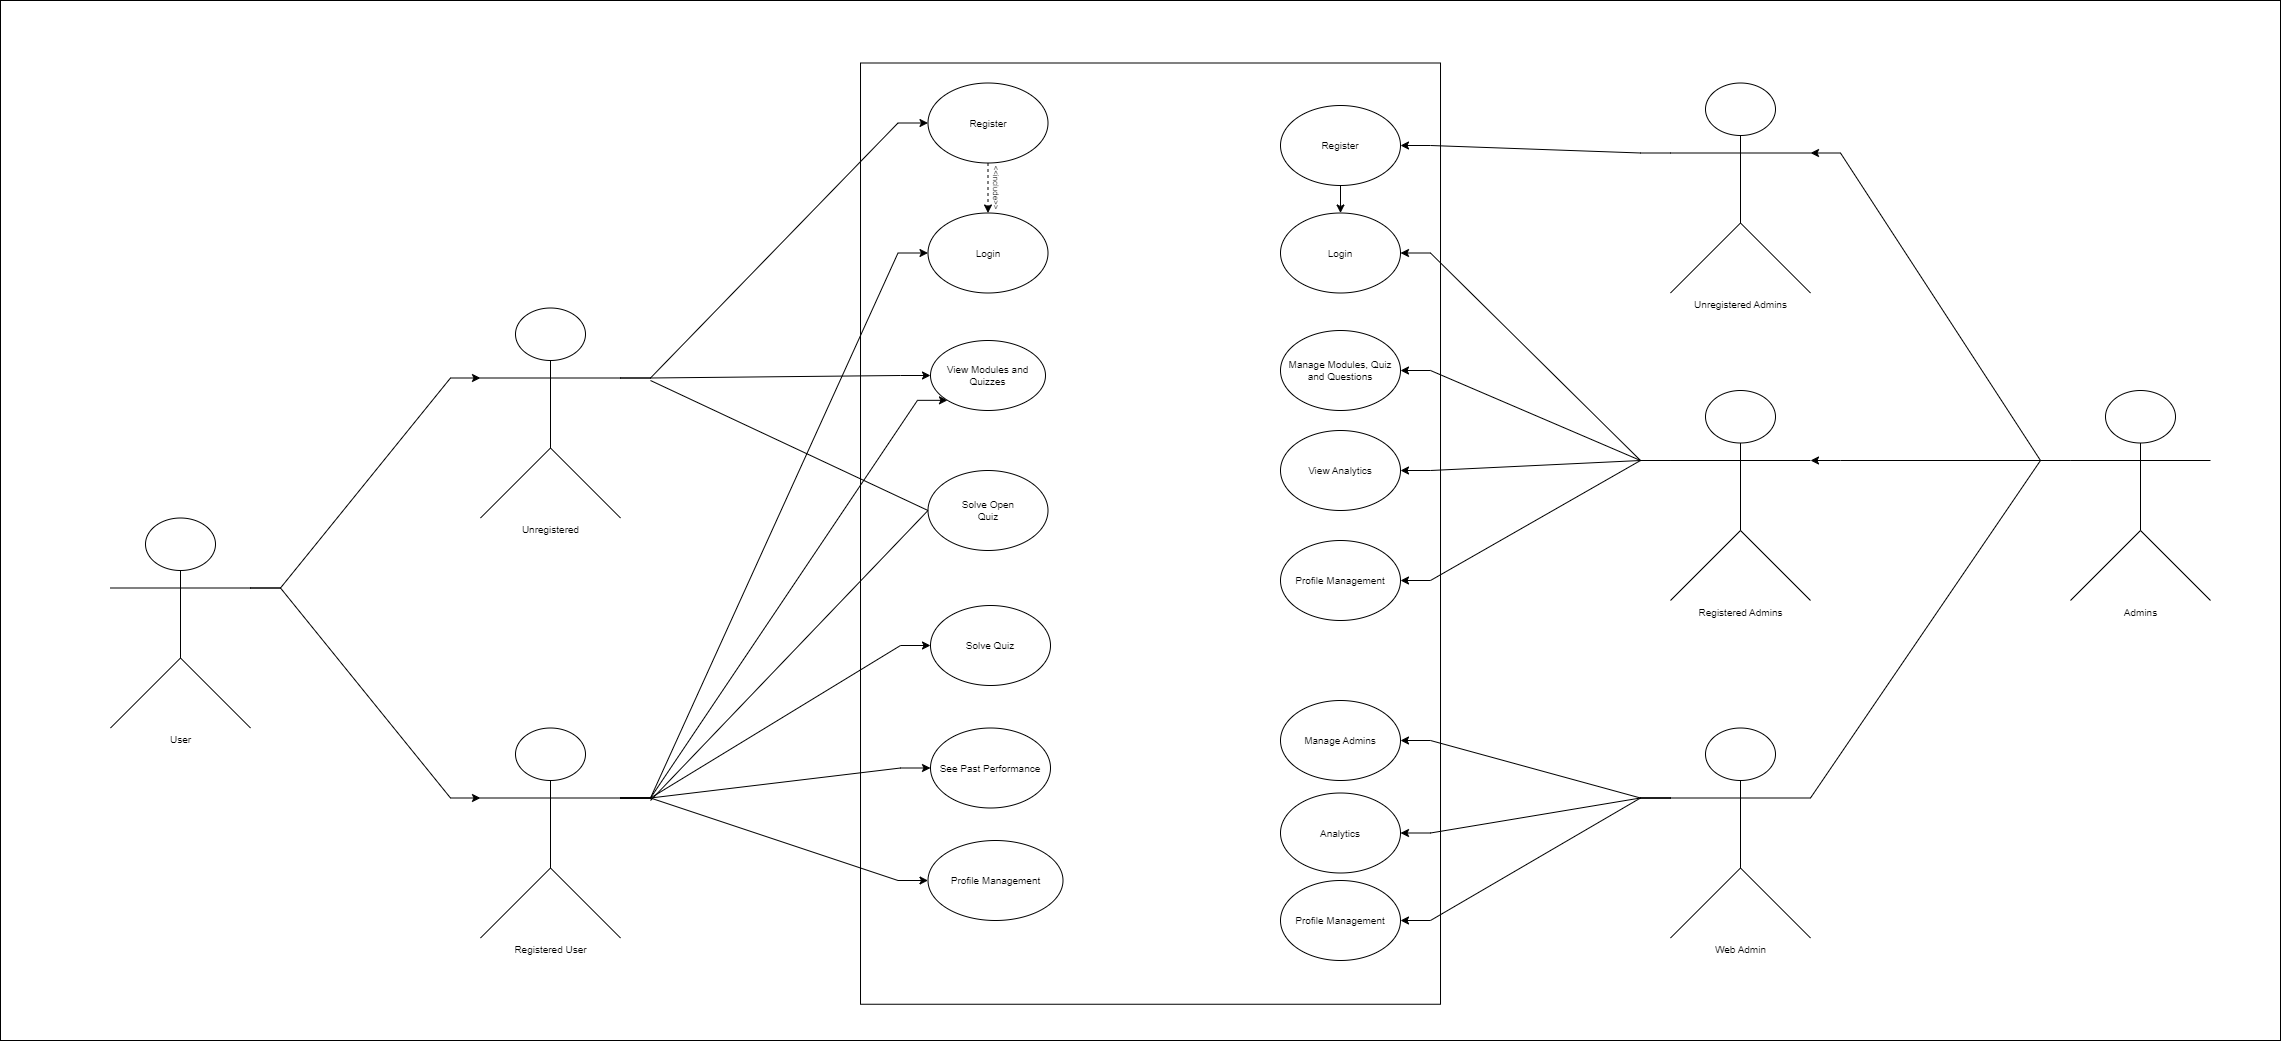 Register
<<include>>
Login
View Modules and
Quizzes
Solve Open
Quiz
Solve Quiz
See Past Performance
Profile Management
Register
Login
Manage Modules, Quiz
and Questions
View Analytics
Profile Management
Manage Admins
Analytics
Profile Management
Unregistered
User
Registered User
Unregistered Admins
Registered Admins
Admins
Web Admin